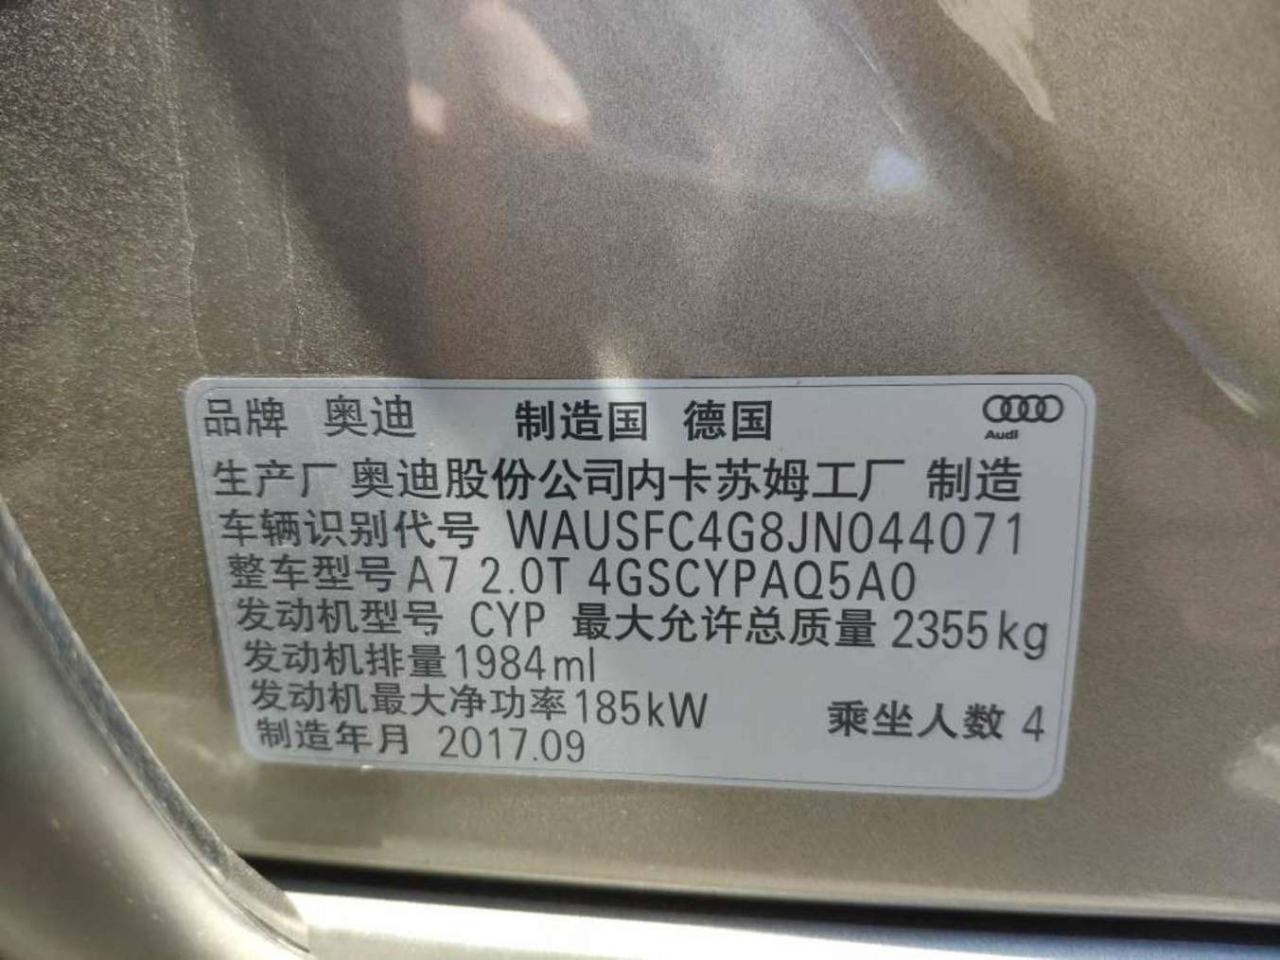 品牌 奥迪 制造国 德国
Audi
生产厂 奥迪股份公司内卡苏姆工厂 制造
车辆识别代号 WAUSFC4G8JN044071
整车型号 A7 2.0T 4GSCYPAQ5A0
发动机型号 CYP 最大允许总质量 2355kg
发动机排量 1984ml
发动机最大净功率 185kW 乘坐人数 4
制造年月 2017.09